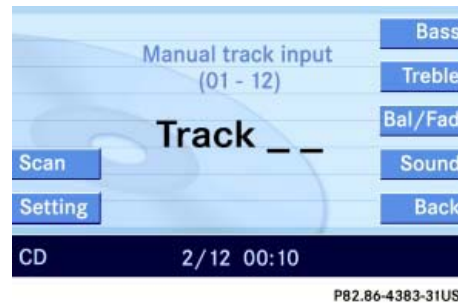 Manual track input
(01 - 12)
Track _ _
Scan
Setting
Bass
Treble
Bal/Fad
Sound
Back
CD 2/12 00:10
P82.86-4383-31US